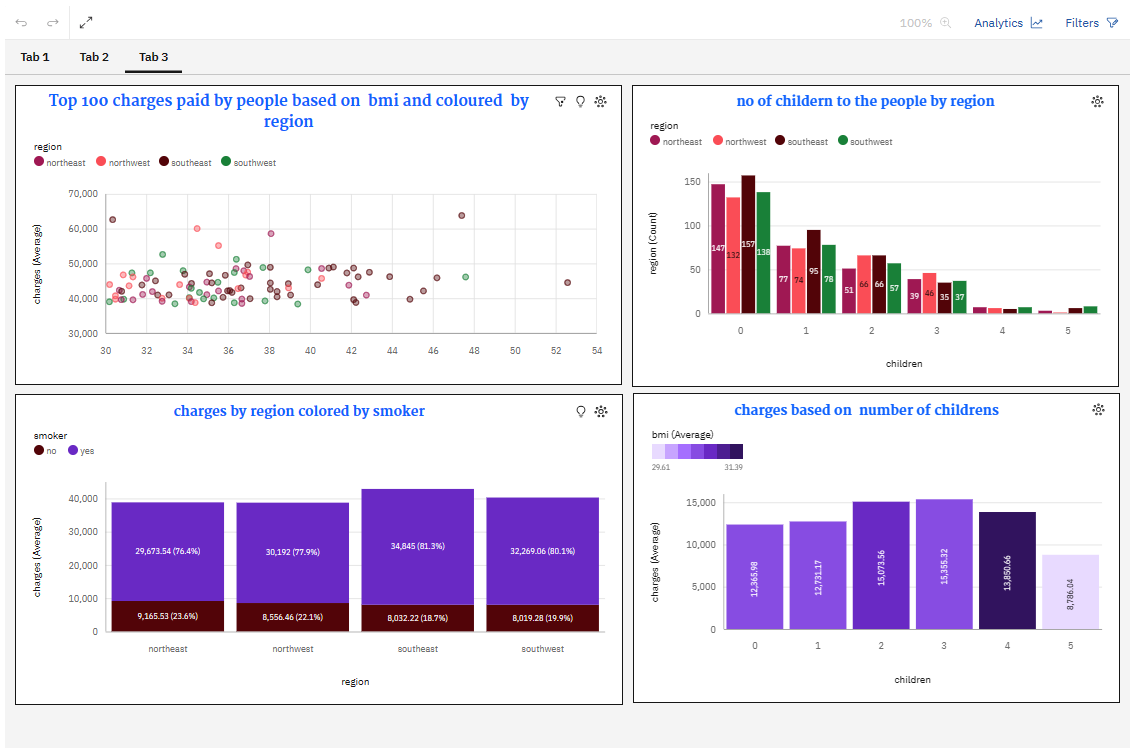 100% Analytics Filters
Tab 1 Tab 2 Tab 3
Top 100 charges paid by people based on  bmi and coloured  by
region
region
northeast northwest southeast southwest
charges (Average)
70,000
60,000
50,000
40,000
30,000
30 32 34 36 38 40 42 44 46 48 50 52 54
no of childern to the people by region
region
northeast northwest southeast southwest
region (Count)
150
100
50
0
147 132 157 138
77 74 95 78
51 66 66 57
39 46 35 37
0 1 2 3 4 5
children
charges by region colored by smoker
smoker
no yes
charges (Average)
40,000
30,000
20,000
10,000
0
29,673.54 (76.4%) 30,192 (77.9%) 34,845 (81.3%) 32,269.06 (80.1%)
9,165.53 (23.6%) 8,556.46 (22.1%) 8,032.22 (18.7%) 8,019.28 (19.9%)
northeast northwest southeast southwest
region
charges based on  number of childrens
bmi (Average)
29.61 31.39
charges (Average)
15,000
10,000
5,000
0
12,365.98 12,731.17 15,073.56 15,355.32 13,850.66 8,786.04
0 1 2 3 4 5
children